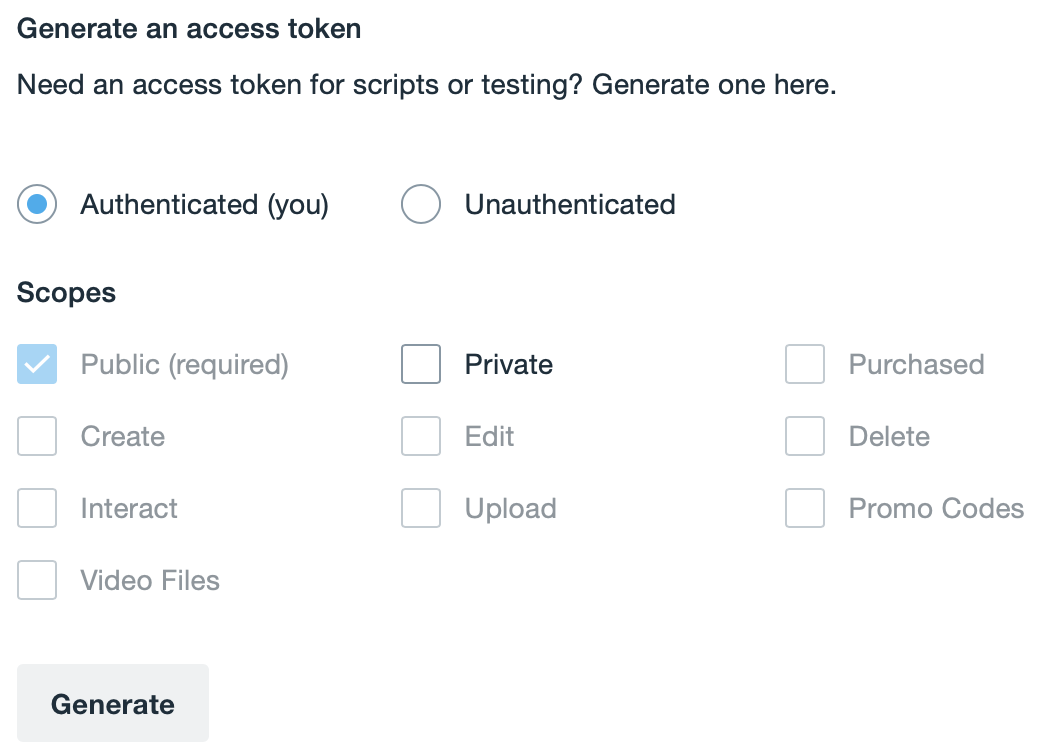 Generate an access token
Need an access token for scripts or testing? Generate one here.
Authenticated (you) Unauthenticated
Scopes
Public (required) Private Purchased
Create Edit Delete
Interact Upload Promo Codes
Video Files
Generate